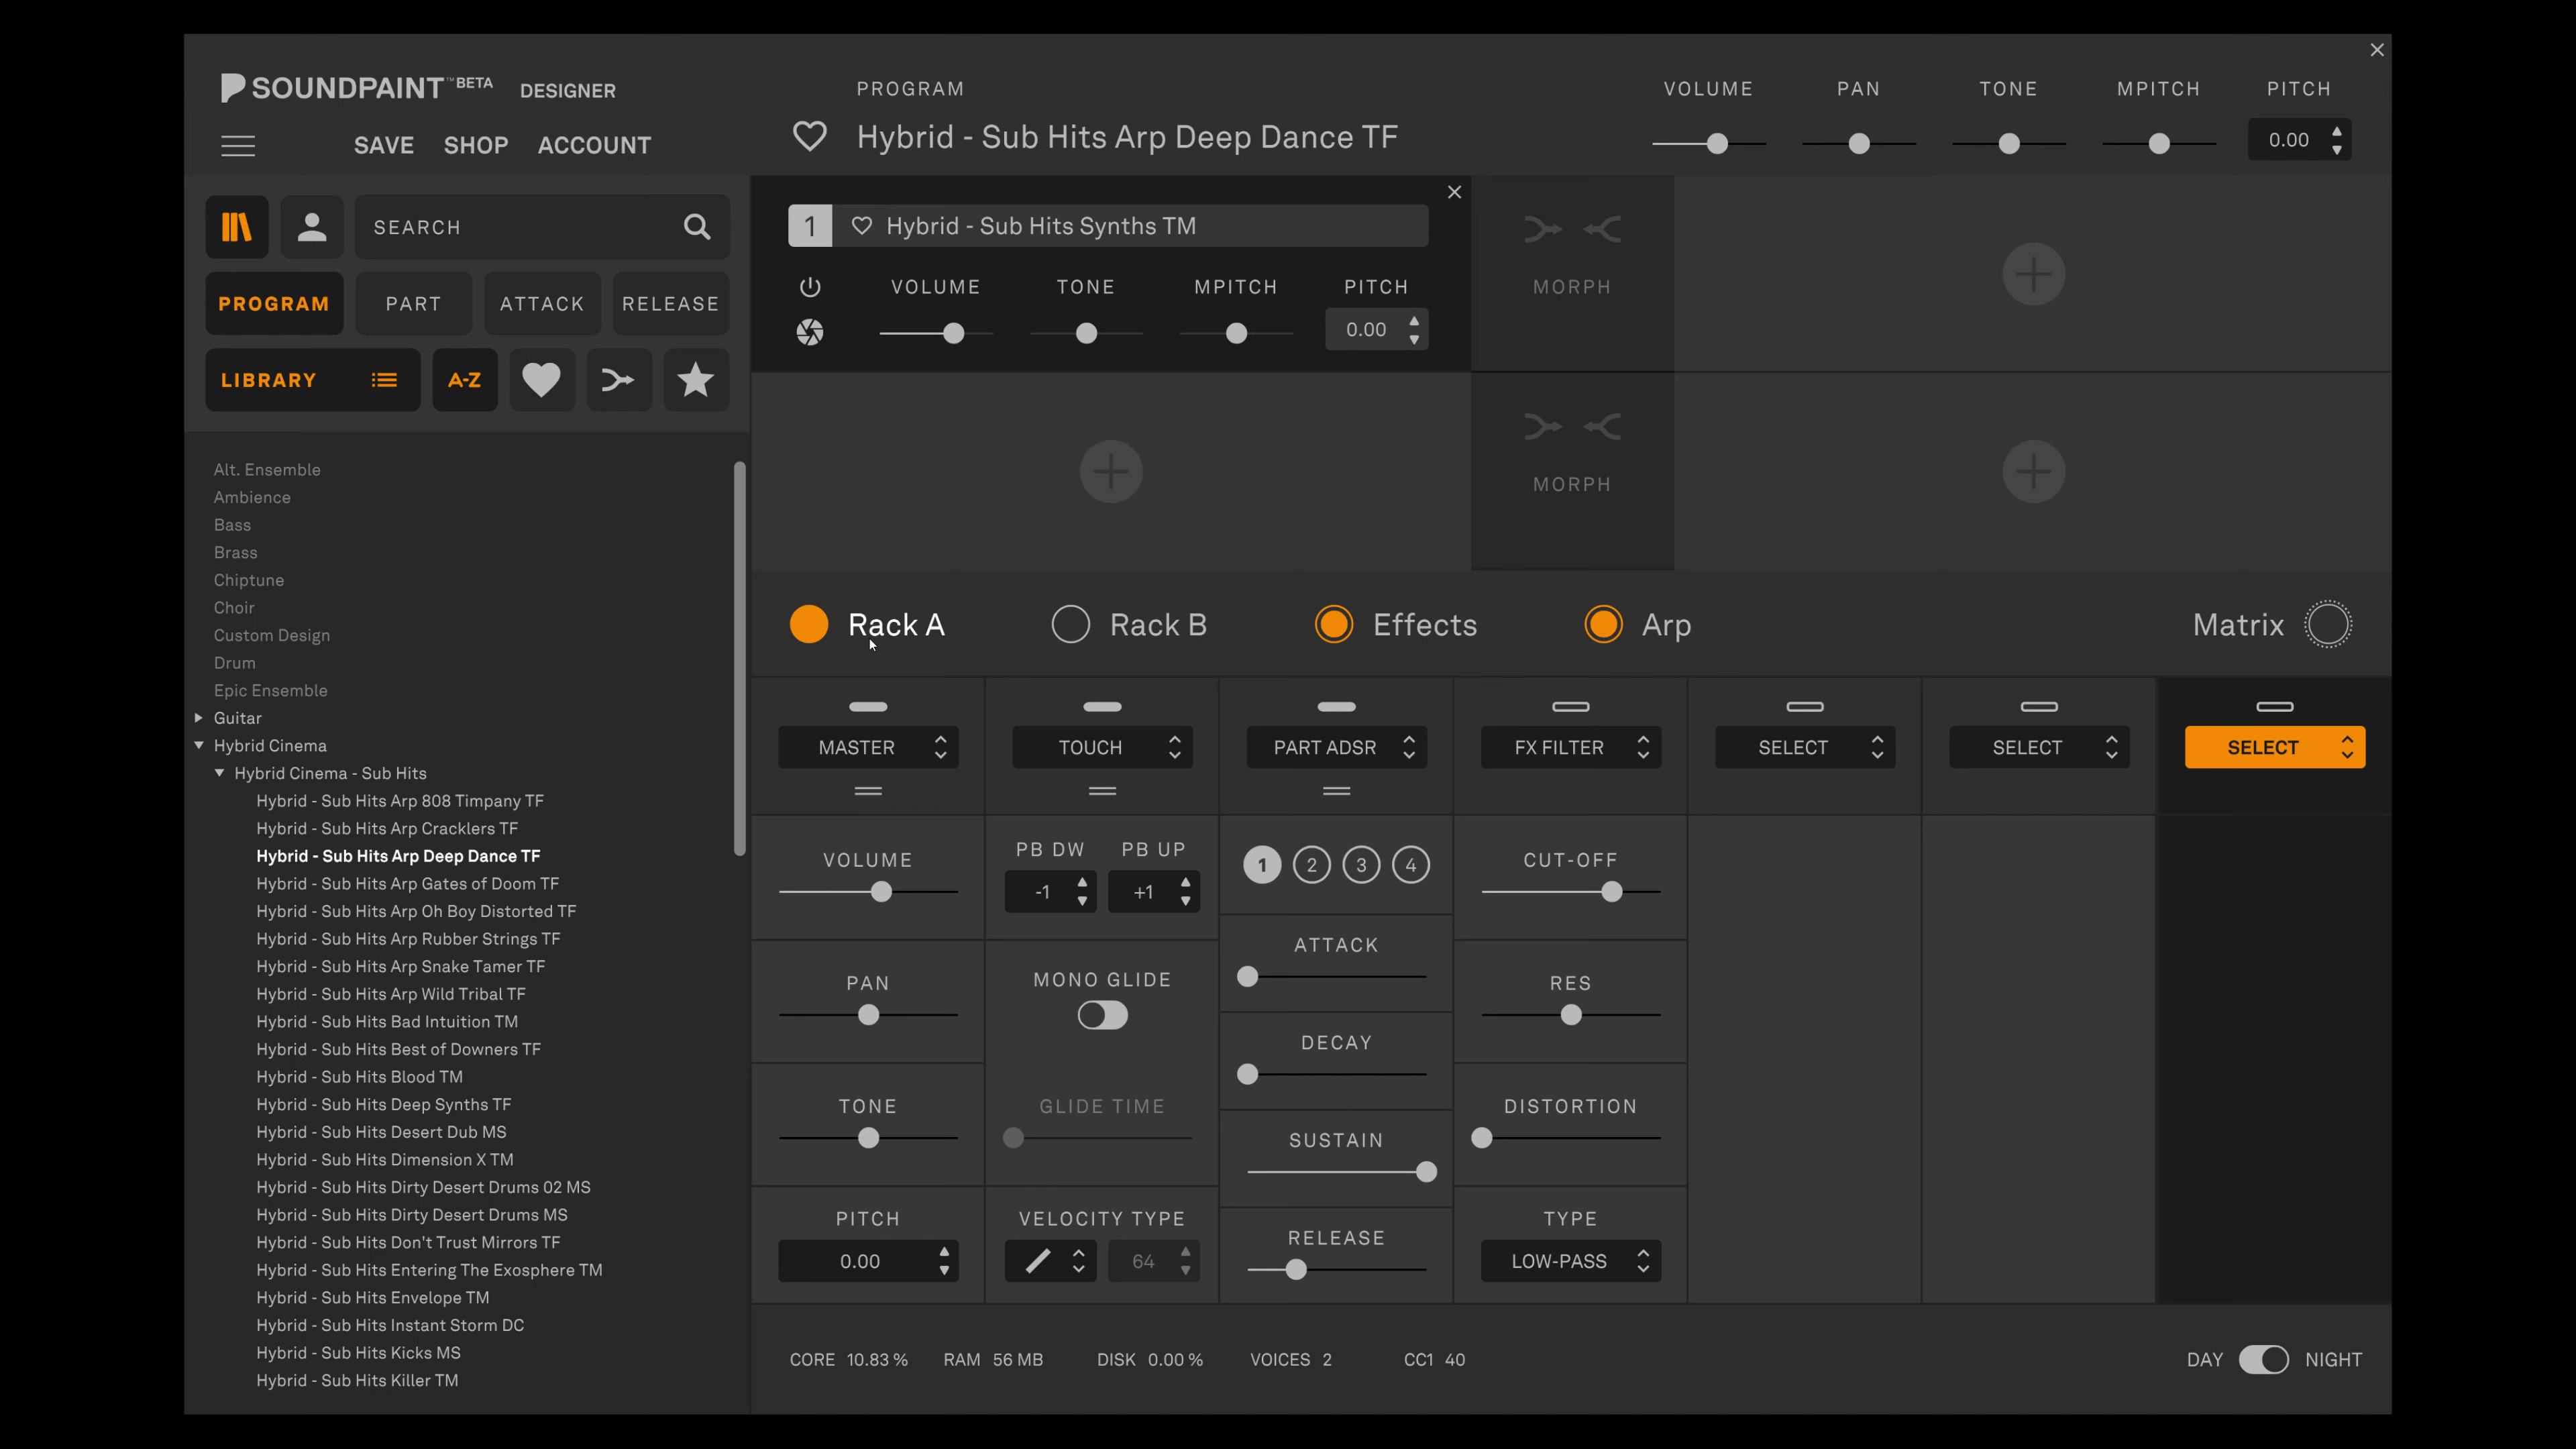 SOUNDPAINT™ BETA DESIGNER
SAVE SHOP ACCOUNT
PROGRAM
Hybrid - Sub Hits Arp Deep Dance TF
VOLUME PAN TONE MPITCH PITCH
0.00
SEARCH
PROGRAM PART ATTACK RELEASE
LIBRARY A-Z
Alt. Ensemble
Ambience
Bass
Brass
Chiptune
Choir
Custom Design
Drum
Epic Ensemble
Guitar
Hybrid Cinema
Hybrid Cinema - Sub Hits
Hybrid - Sub Hits Arp 808 Timpany TF
Hybrid - Sub Hits Arp Cracklers TF
Hybrid - Sub Hits Arp Deep Dance TF
Hybrid - Sub Hits Arp Gates of Doom TF
Hybrid - Sub Hits Arp Oh Boy Distorted TF
Hybrid - Sub Hits Arp Rubber Strings TF
Hybrid - Sub Hits Arp Snake Tamer TF
Hybrid - Sub Hits Arp Wild Tribal TF
Hybrid - Sub Hits Bad Intuition TM
Hybrid - Sub Hits Best of Downers TF
Hybrid - Sub Hits Blood TM
Hybrid - Sub Hits Deep Synths TF
Hybrid - Sub Hits Desert Dub MS
Hybrid - Sub Hits Dimension X TM
Hybrid - Sub Hits Dirty Desert Drums 02 MS
Hybrid - Sub Hits Dirty Desert Drums MS
Hybrid - Sub Hits Don't Trust Mirrors TF
Hybrid - Sub Hits Entering The Exosphere TM
Hybrid - Sub Hits Envelope TM
Hybrid - Sub Hits Instant Storm DC
Hybrid - Sub Hits Kicks MS
Hybrid - Sub Hits Killer TM
1 Hybrid - Sub Hits Synths TM
VOLUME TONE MPITCH PITCH
0.00
MORPH
MORPH
Rack A Rack B Effects Arp Matrix
MASTER TOUCH PART ADSR FX FILTER SELECT SELECT SELECT
VOLUME
PAN
TONE
PITCH
0.00
PB DW PB UP
-1 +1
MONO GLIDE
GLIDE TIME
VELOCITY TYPE
64
1 2 3 4
ATTACK
DECAY
SUSTAIN
RELEASE
CUT-OFF
RES
DISTORTION
TYPE
LOW-PASS
CORE 10.83 % RAM 56 MB DISK 0.00 % VOICES 2 CC1 40 DAY NIGHT